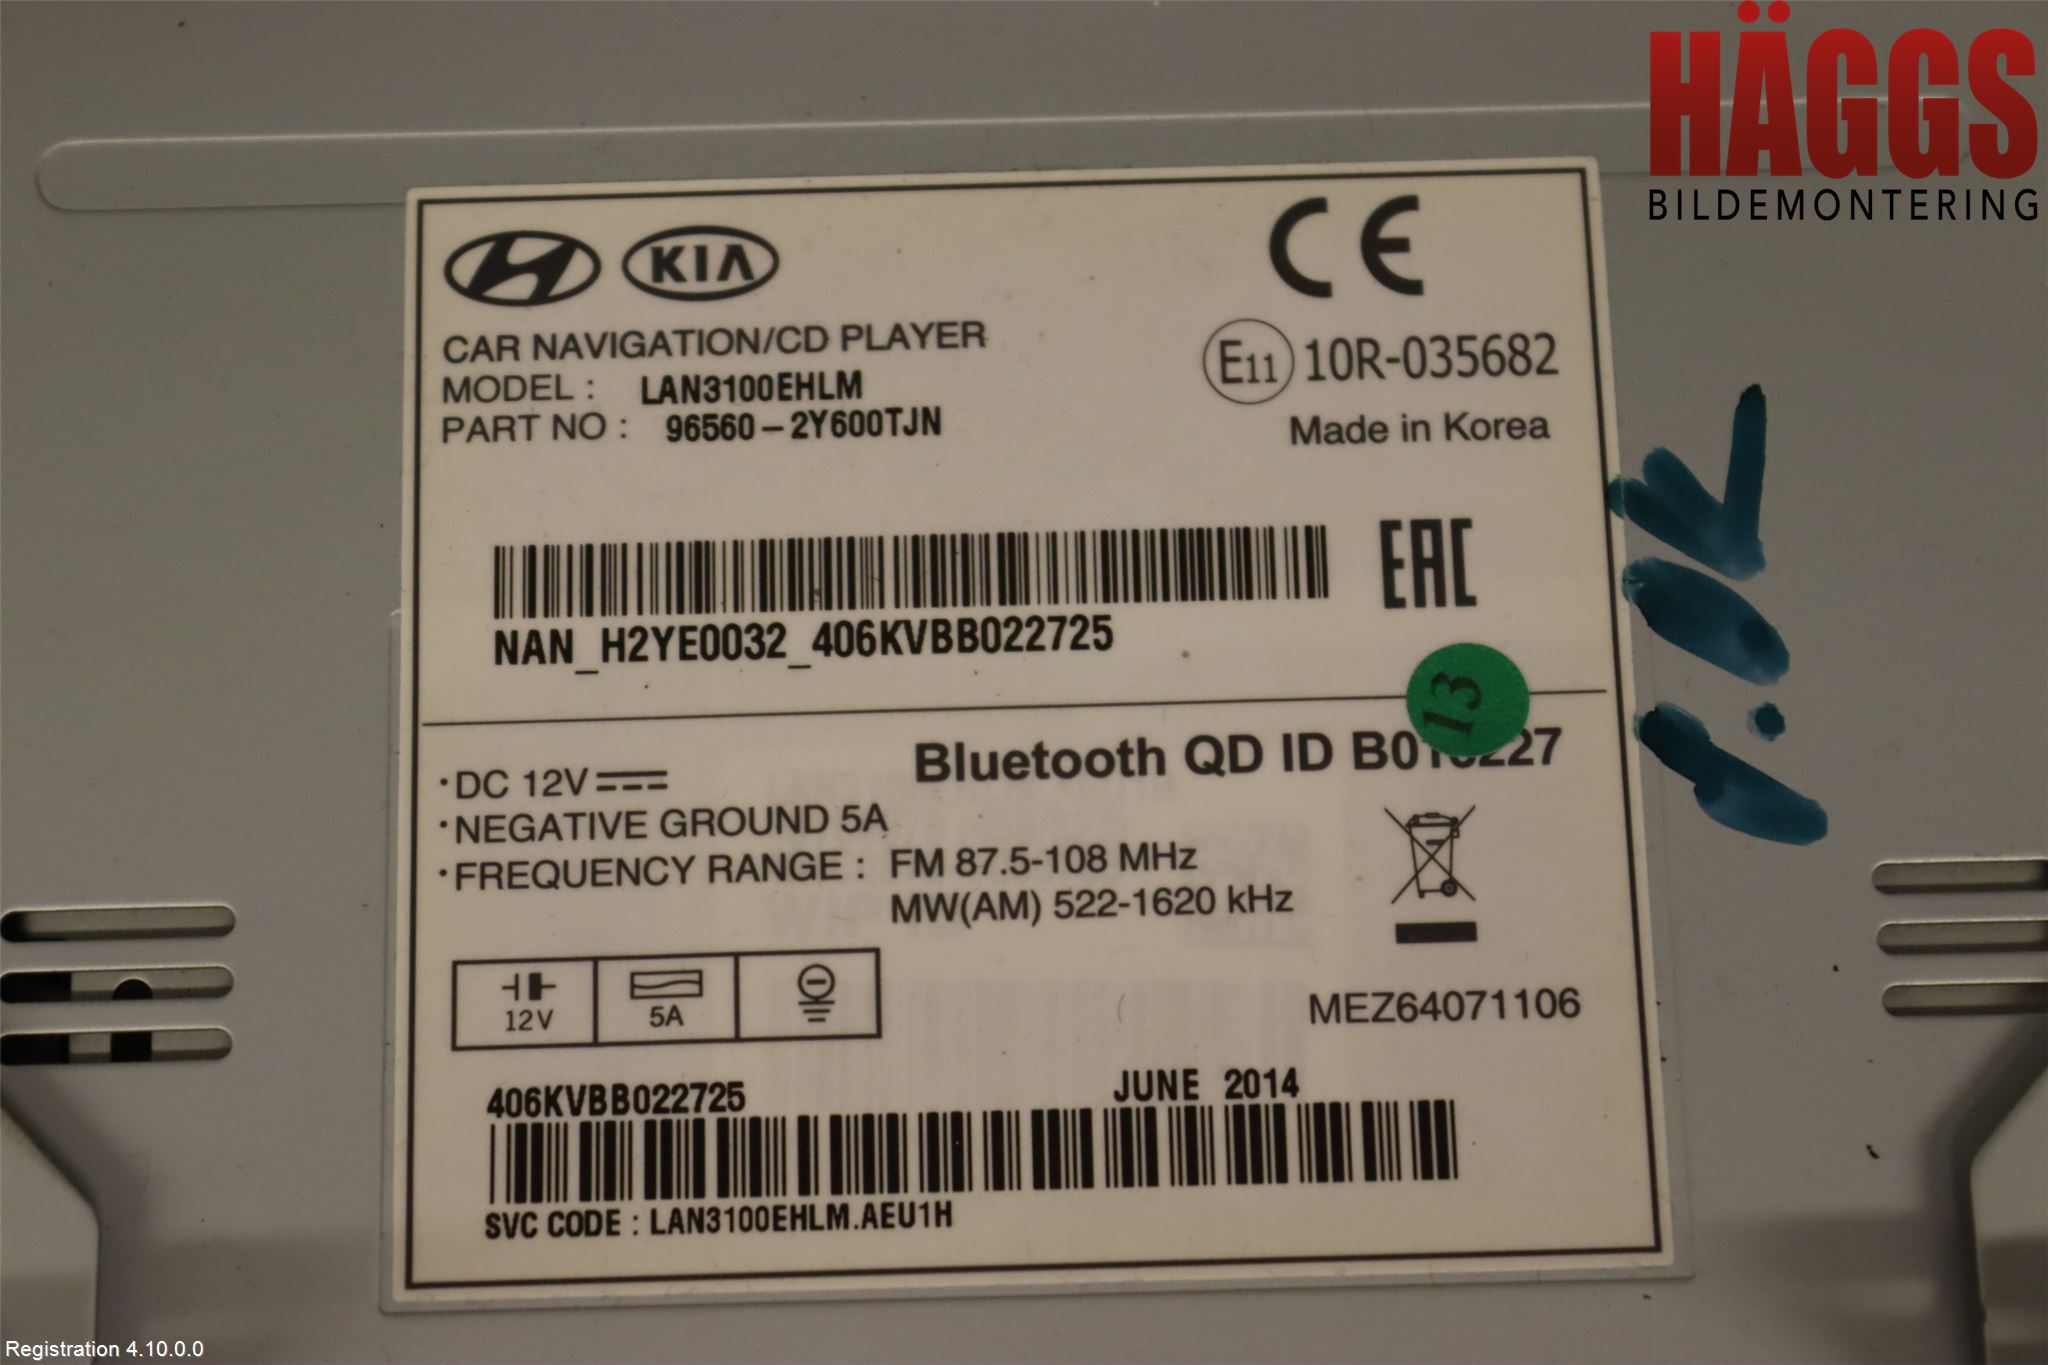 HÄGGS
BILDEMONTERING
KIA
CE
CAR NAVIGATION/CD PLAYER
MODEL : LAN3100EHLM
PART NO : 96560-2Y600TJN
E11 10R-035682
Made in Korea
EAC
NAN_H2YE0032_406KVBB022725
13
Bluetooth QD ID
·DC 12V
·NEGATIVE GROUND 5A
·FREQUENCY RANGE : FM 87.5-108 MHz
MW(AM) 522-1620 kHz
12V
5A
MEZ64071106
406KVBB022725
JUNE 2014
SVC CODE : LAN3100EHLM.AEU1H
Registration 4.10.0.0